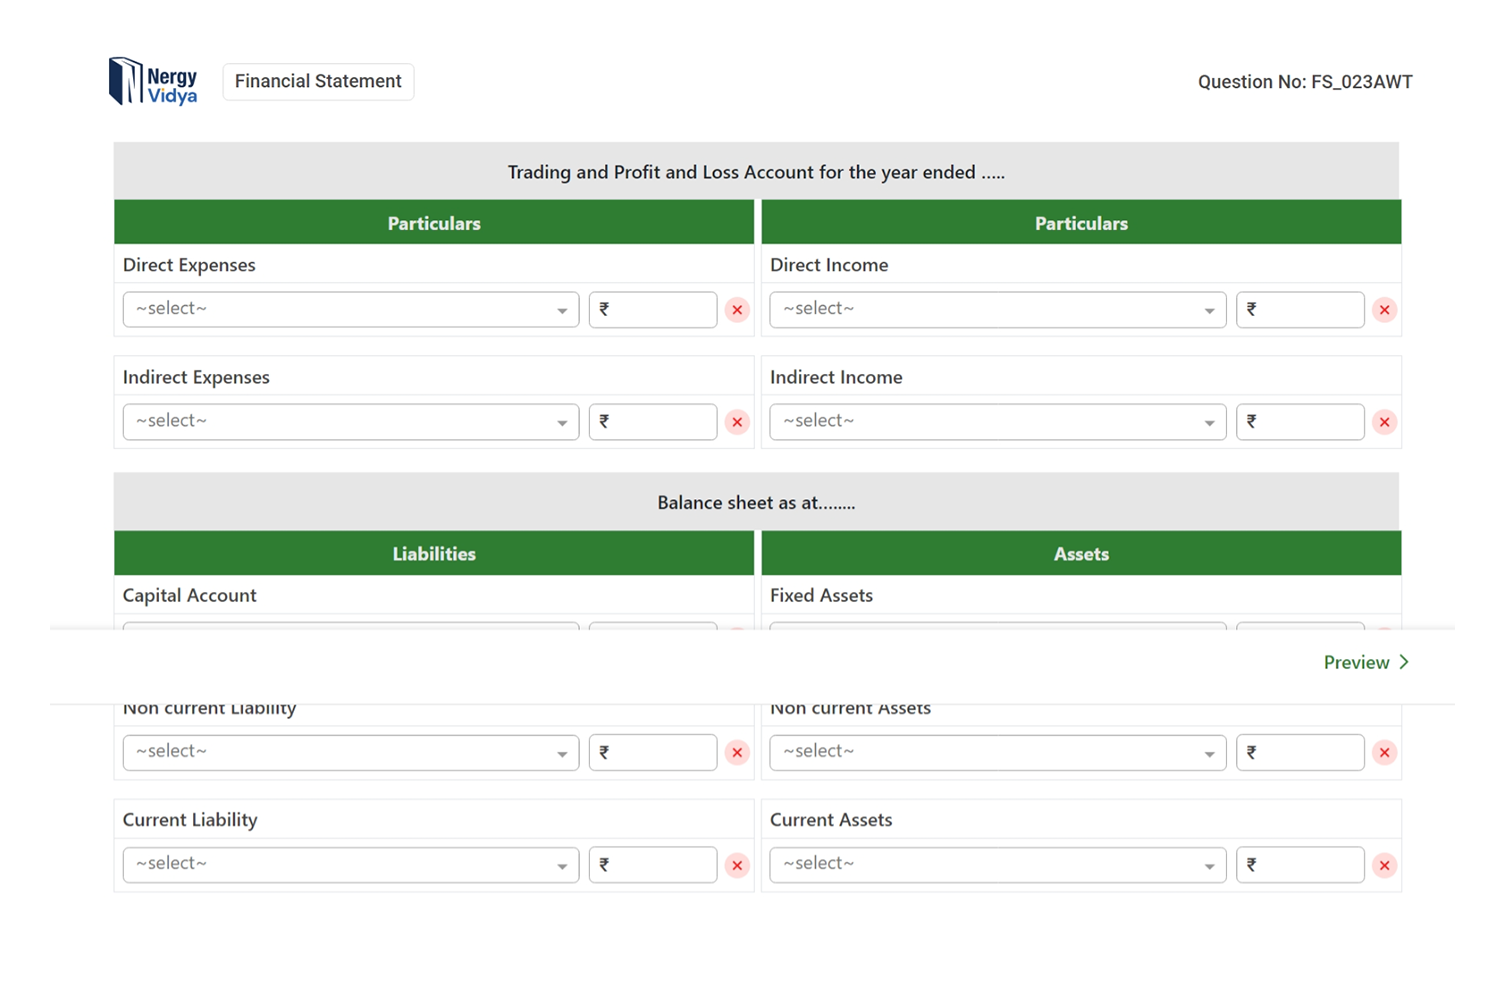 Nergy
Vidya
Financial Statement
Question No: FS_023AWT
Trading and Profit and Loss Account for the year ended .....
Particulars
Particulars
Direct Expenses
Direct Income
~select~ ₹
~select~ ₹
Indirect Expenses
Indirect Income
~select~ ₹
~select~ ₹
Balance sheet as at........
Liabilities
Assets
Capital Account
Fixed Assets
Preview
Non current Liability
Non current Assets
~select~ ₹
~select~ ₹
Current Liability
Current Assets
~select~ ₹
~select~ ₹